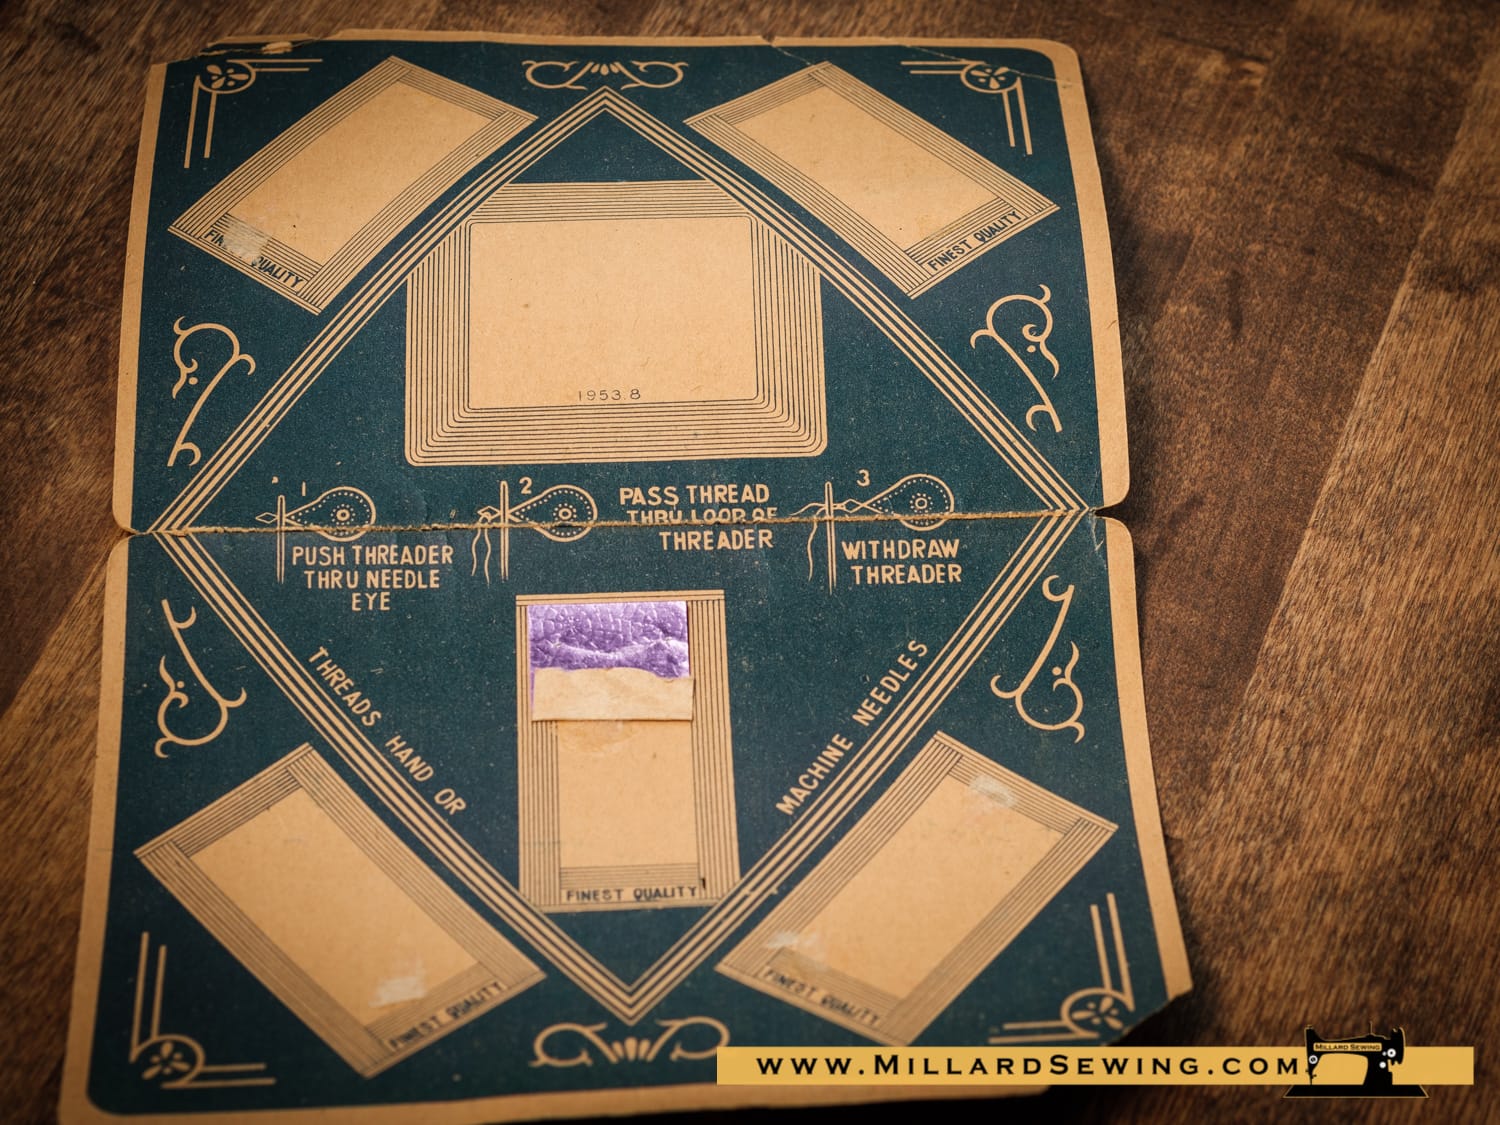 FINEST QUALITY
FINEST QUALITY
1953.8
1
2
3
PUSH THREADER
THRU NEEDLE
EYE
PASS THREAD
THRU LOOP OF
THREADER
WITHDRAW
THREADER
THREADS HAND OR
MACHINE NEEDLES
FINEST QUALITY
FINEST QUALITY
FINEST QUALITY
www.MillardSewing.com
Millard Sewing